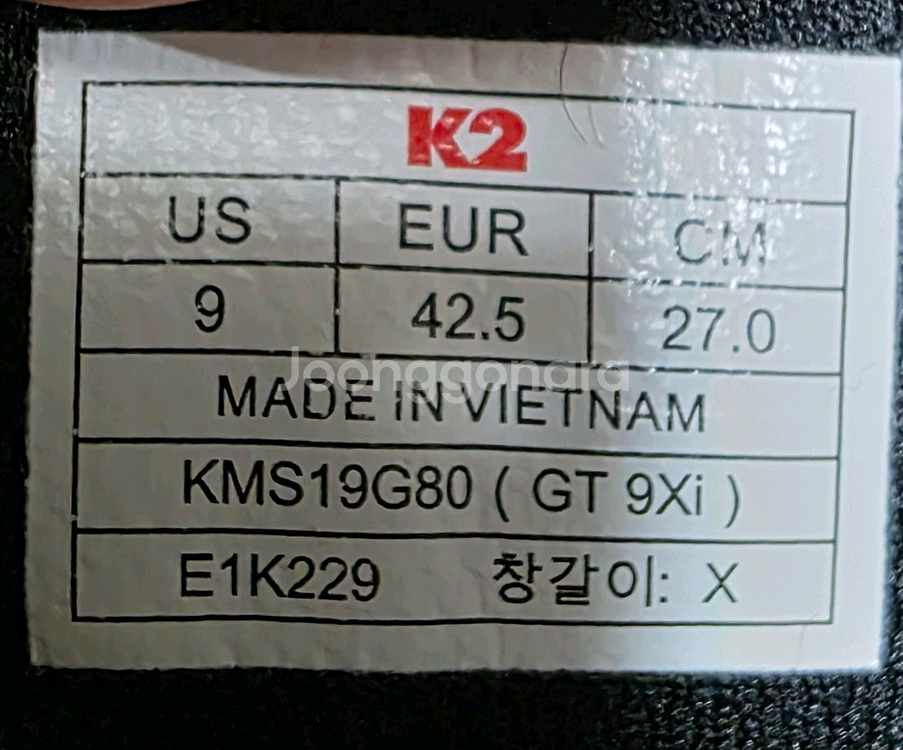 K2
US EUR CM
9 42.5 27.0
Joonggonara
MADE IN VIETNAM
KMS19G80 ( GT 9Xi )
E1K229 창갈이: X